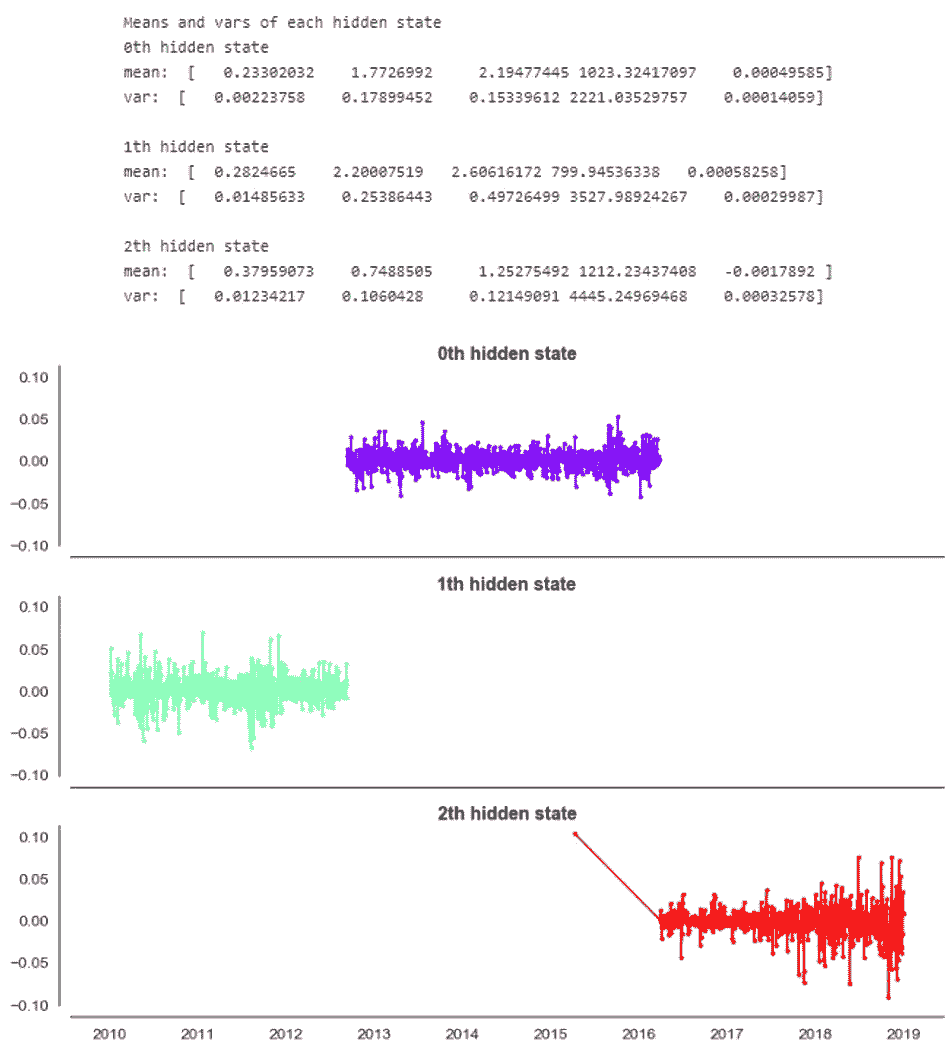 Means and vars of each hidden state
0th hidden state
mean:  [   0.23302032    1.7726992     2.19477445 1023.32417097    0.00049585]
var:  [   0.00223758    0.17899452    0.15339612 2221.03529757    0.00014059]
1th hidden state
mean:  [  0.2824665    2.20007519   2.60616172 799.94536338   0.00058258]
var:  [   0.01485633    0.25386443    0.49726499 3527.98924267    0.00029987]
2th hidden state
mean:  [   0.37959073    0.7488505     1.25275492 1212.23437408   -0.0017892 ]
var:  [   0.01234217    0.1060428     0.12149091 4445.24969468    0.00032578]
0th hidden state
0.10
0.05
0.00
−0.05
−0.10
1th hidden state
0.10
0.05
0.00
−0.05
−0.10
2th hidden state
0.10
0.05
0.00
−0.05
−0.10
2010 2011 2012 2013 2014 2015 2016 2017 2018 2019